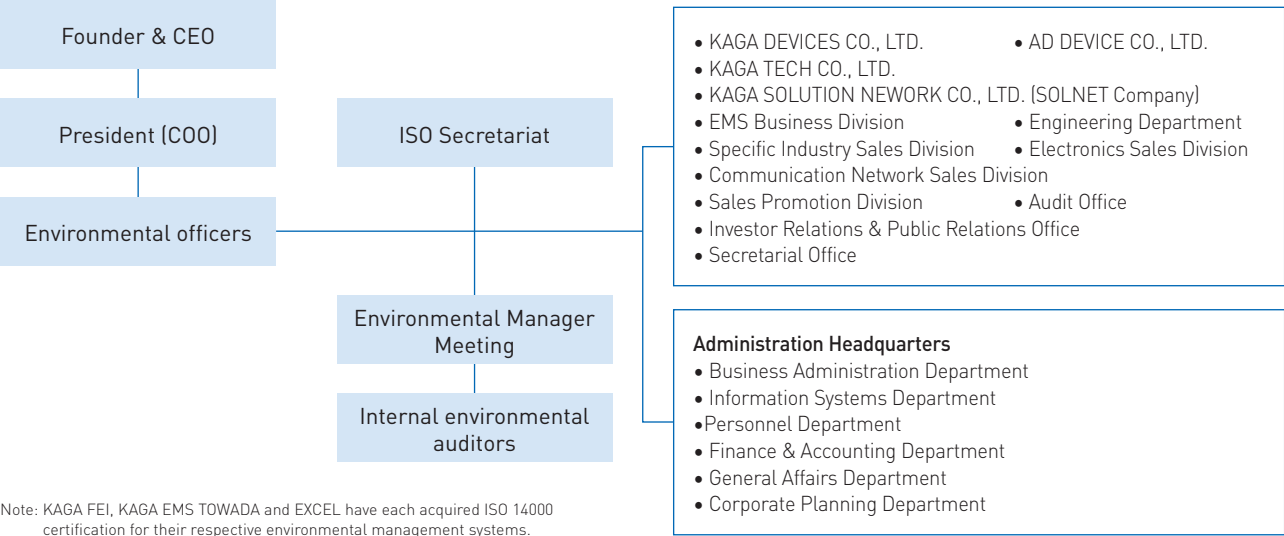 Founder & CEO
President (COO)
Environmental officers
ISO Secretariat
Environmental Manager
Meeting
Internal environmental
auditors
• KAGA DEVICES CO., LTD. • AD DEVICE CO., LTD.
• KAGA TECH CO., LTD.
• KAGA SOLUTION NEWORK CO., LTD. (SOLNET Company)
• EMS Business Division • Engineering Department
• Specific Industry Sales Division • Electronics Sales Division
• Communication Network Sales Division
• Sales Promotion Division • Audit Office
• Investor Relations & Public Relations Office
• Secretarial Office
Administration Headquarters
• Business Administration Department
• Information Systems Department
•Personnel Department
• Finance & Accounting Department
• General Affairs Department
• Corporate Planning Department
Note: KAGA FEI, KAGA EMS TOWADA and EXCEL have each acquired ISO 14000
certification for their respective environmental management systems.